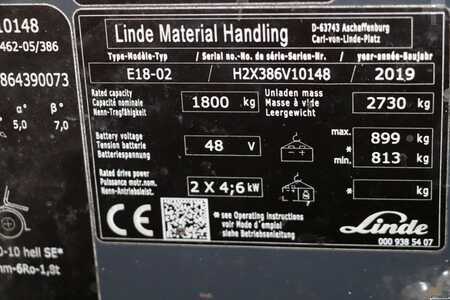 10148
462-05/386
864390073
α° β°
5,0 7,0
0-10 hell SE*
nm-6Ro-1,8t
Linde Material Handling
D-63743 Aschaffenburg
Carl-von-Linde-Platz
Type-Modèle-Typ / Serial no.-No. de série-Serien-Nr. / year-année-Baujahr
E18-02 / H2X386V10148 / 2019
Rated capacity
Capacité nominale
Nenn-Tragfähigkeit
1800 kg
Unladen mass
Masse à vide
Leergewicht
2730 kg
Battery voltage
Tension batterie
Batteriespannung
48 V
max. 899 kg
*
min. 813 kg
Rated drive power
Puissance motr.nom.
Nenn-Antriebsleist.
2 X 4;6 kW
* kg
CE
* see Operating instructions
voir Mode d'emploi
siehe Betriebsanleitung
Linde
000 938 54 07